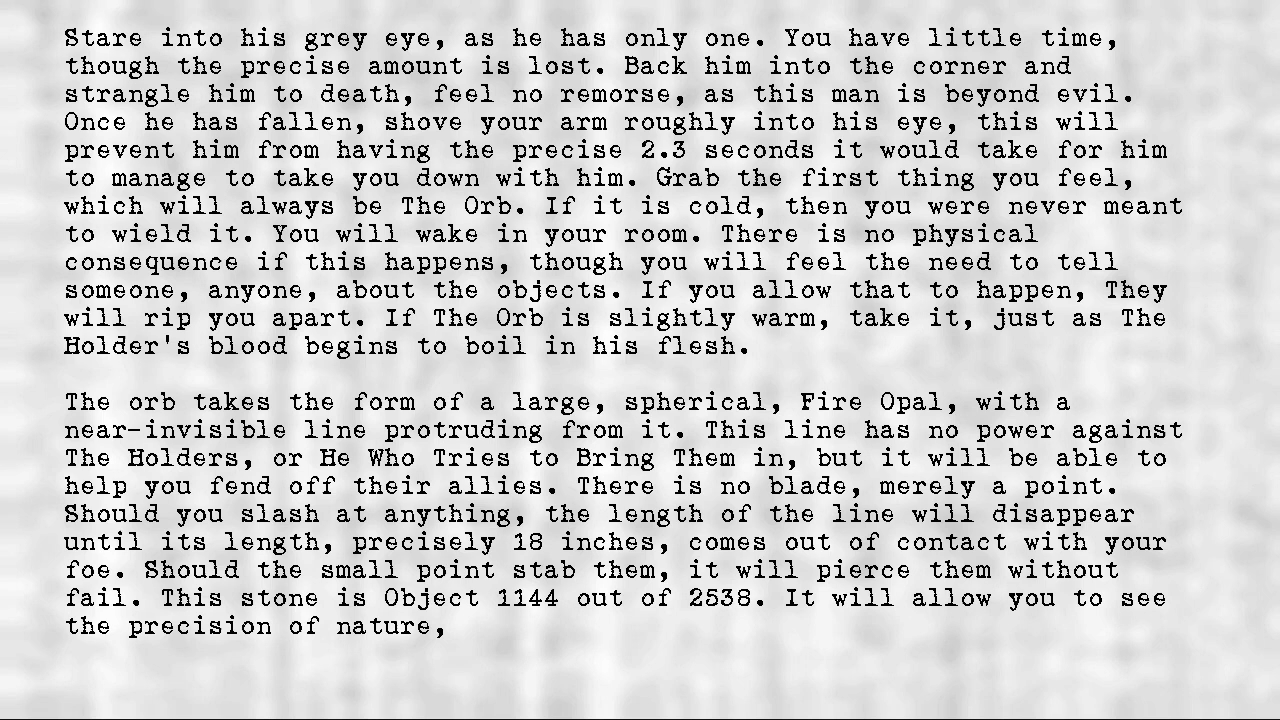 Stare into his grey eye, as he has only one. You have little time,
though the precise amount is lost. Back him into the corner and
strangle him to death, feel no remorse, as this man is beyond evil.
Once he has fallen, shove your arm roughly into his eye, this will
prevent him from having the precise 2.3 seconds it would take for him
to manage to take you down with him. Grab the first thing you feel,
which will always be The Orb. If it is cold, then you were never meant
to wield it. You will wake in your room. There is no physical
consequence if this happens, though you will feel the need to tell
someone, anyone, about the objects. If you allow that to happen, They
will rip you apart. If The Orb is slightly warm, take it, just as The
Holder's blood begins to boil in his flesh.

The orb takes the form of a large, spherical, Fire Opal, with a
near-invisible line protruding from it. This line has no power against
The Holders, or He Who Tries to Bring Them in, but it will be able to
help you fend off their allies. There is no blade, merely a point.
Should you slash at anything, the length of the line will disappear
until its length, precisely 18 inches, comes out of contact with your
foe. Should the small point stab them, it will pierce them without
fail. This stone is Object 1144 out of 2538. It will allow you to see
the precision of nature,